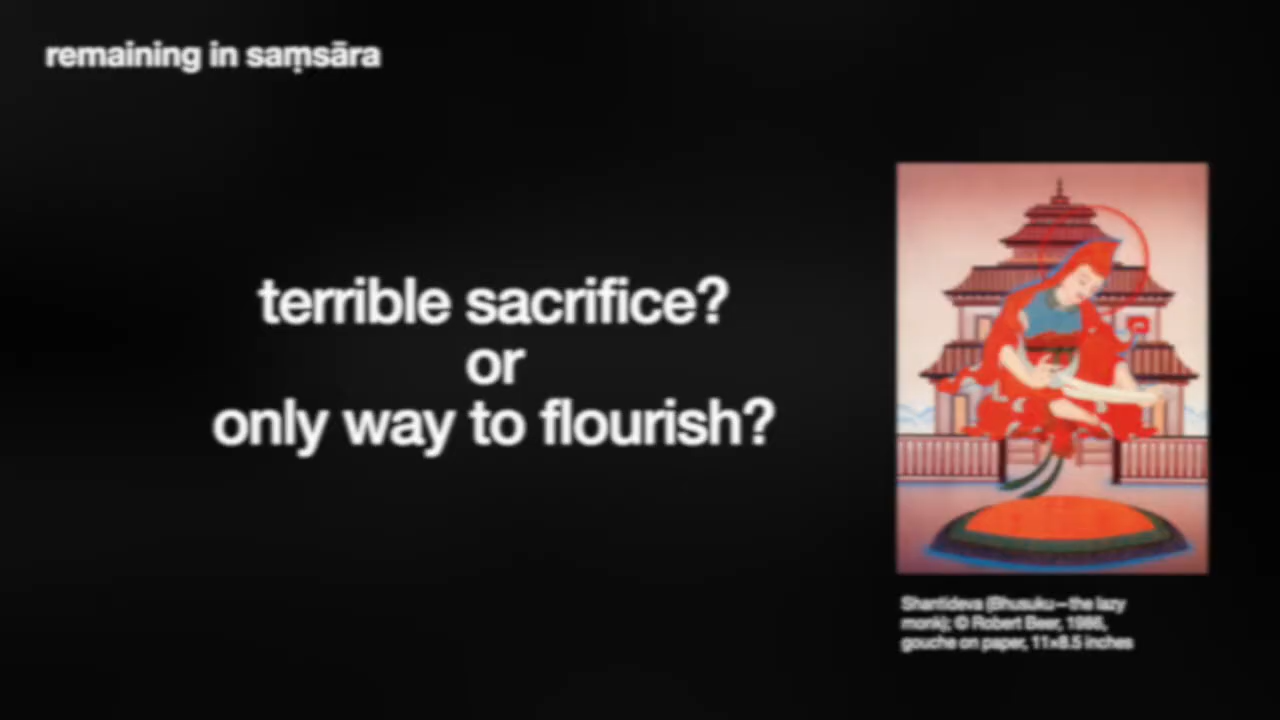 remaining in saṃsāra
terrible sacrifice?
or
only way to flourish?
Shantideva (Bhusuku—the lazy
monk); © Robert Beer, 1986,
gouche on paper, 11×8.5 inches